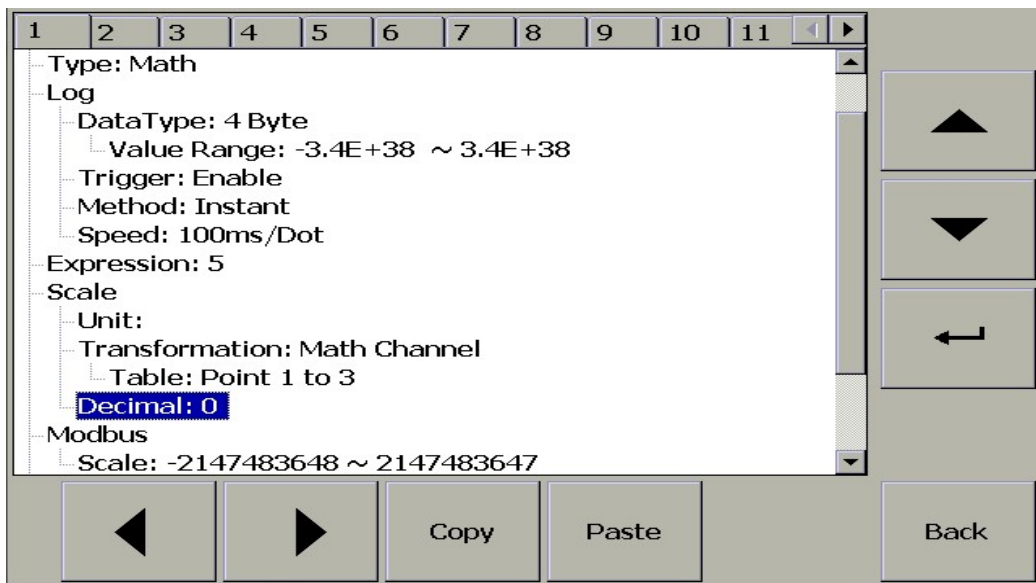 1 2 3 4 5 6 7 8 9 10 11
Type: Math
Log
DataType: 4 Byte
Value Range: -3.4E+38 ~ 3.4E+38
Trigger: Enable
Method: Instant
Speed: 100ms/Dot
Expression: 5
Scale
Unit:
Transformation: Math Channel
Table: Point 1 to 3
Decimal: 0
Modbus
Scale: -2147483648 ~ 2147483647
Copy Paste Back